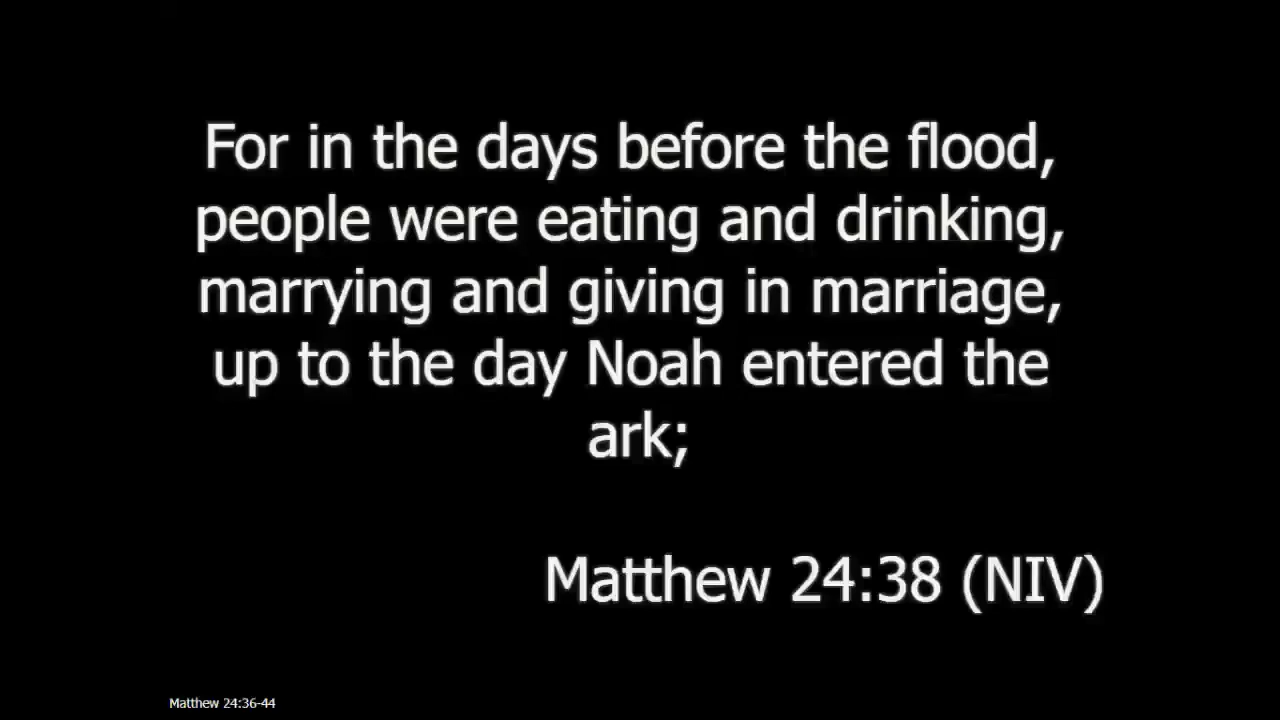 For in the days before the flood,
people were eating and drinking,
marrying and giving in marriage,
up to the day Noah entered the
ark;
Matthew 24:38 (NIV)
Matthew 24:36-44